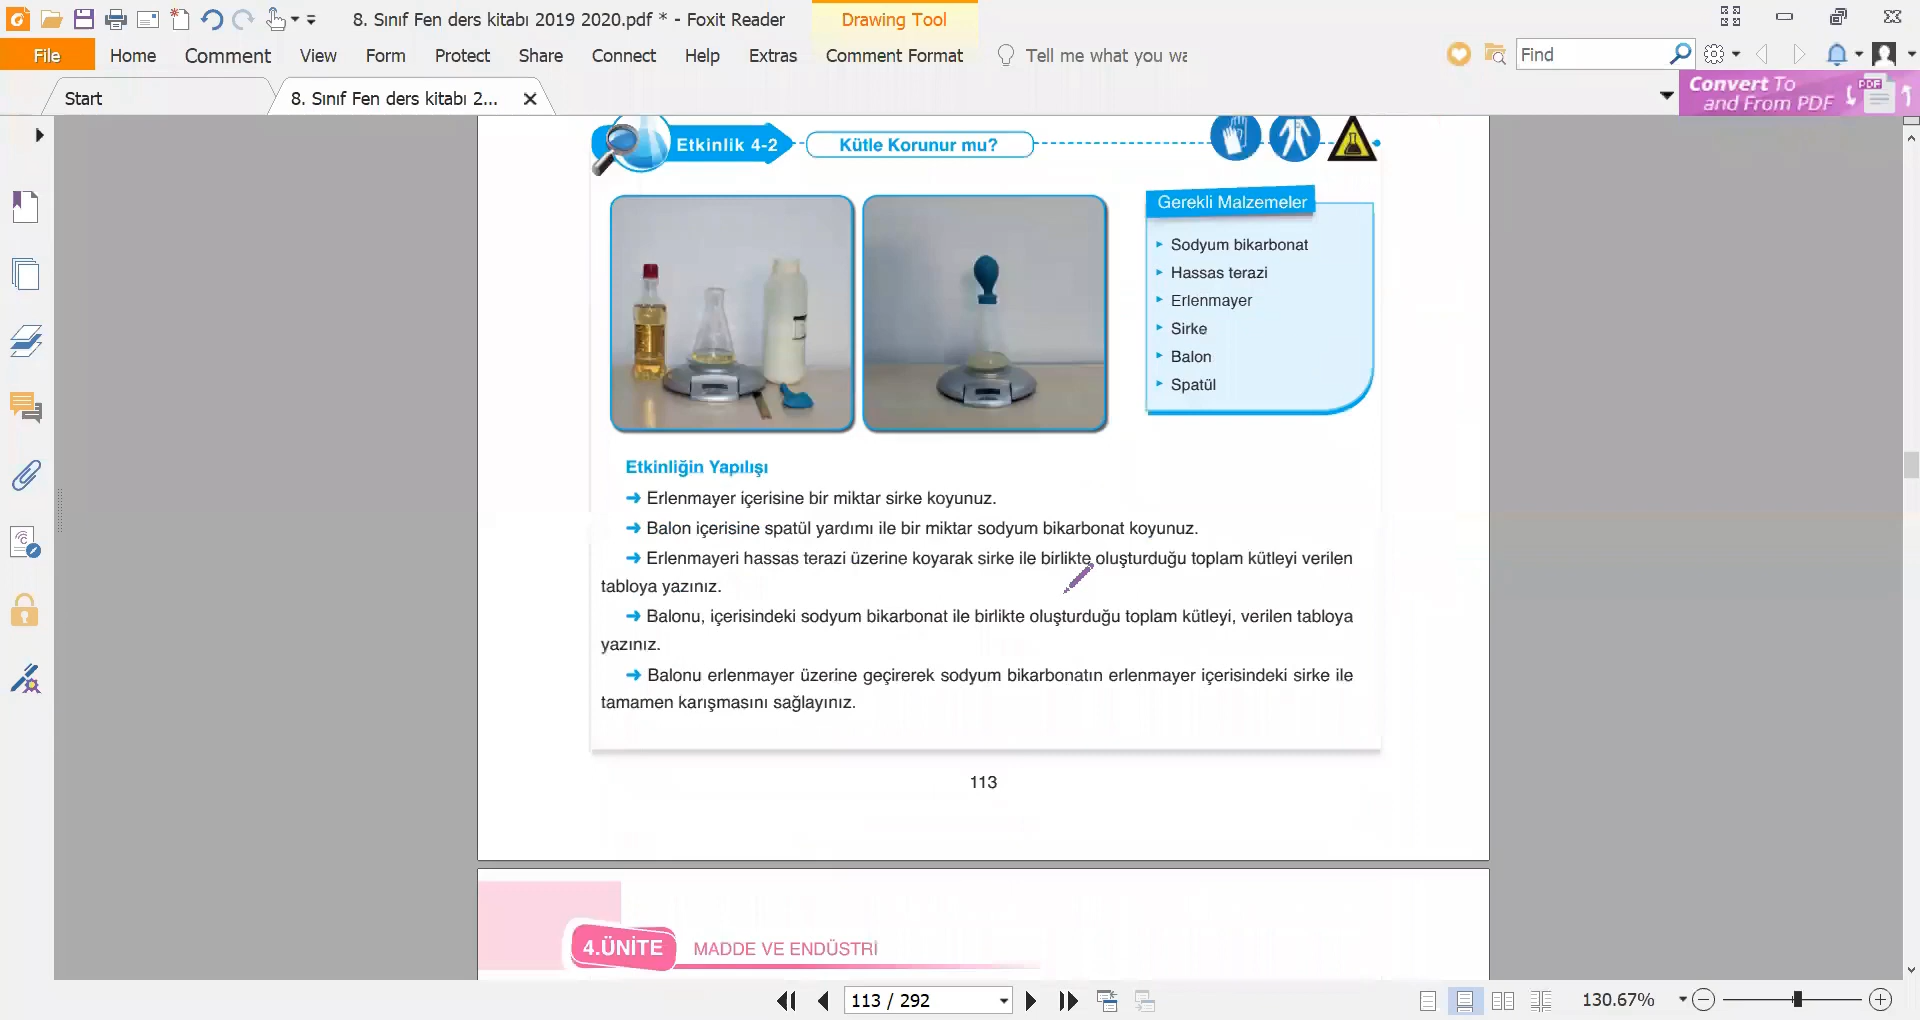 8. Sınıf Fen ders kitabı 2019 2020.pdf * - Foxit Reader
Drawing Tool
File
Home
Comment
View
Form
Protect
Share
Connect
Help
Extras
Comment Format
Tell me what you wa
Find
Start
8. Sınıf Fen ders kitabı 2...
Convert To
and From PDF
PDF
Etkinlik 4-2
Kütle Korunur mu?
Gerekli Malzemeler
Sodyum bikarbonat
Hassas terazi
Erlenmayer
Sirke
Balon
Spatül
Etkinliğin Yapılışı
Erlenmayer içerisine bir miktar sirke koyunuz.
Balon içerisine spatül yardımı ile bir miktar sodyum bikarbonat koyunuz.
Erlenmayeri hassas terazi üzerine koyarak sirke ile birlikte oluşturduğu toplam kütleyi verilen
tabloya yazınız.
Balonu, içerisindeki sodyum bikarbonat ile birlikte oluşturduğu toplam kütleyi, verilen tabloya
yazınız.
Balonu erlenmayer üzerine geçirerek sodyum bikarbonatın erlenmayer içerisindeki sirke ile
tamamen karışmasını sağlayınız.
113
4.ÜNİTE
MADDE VE ENDÜSTRİ
113 / 292
130.67%